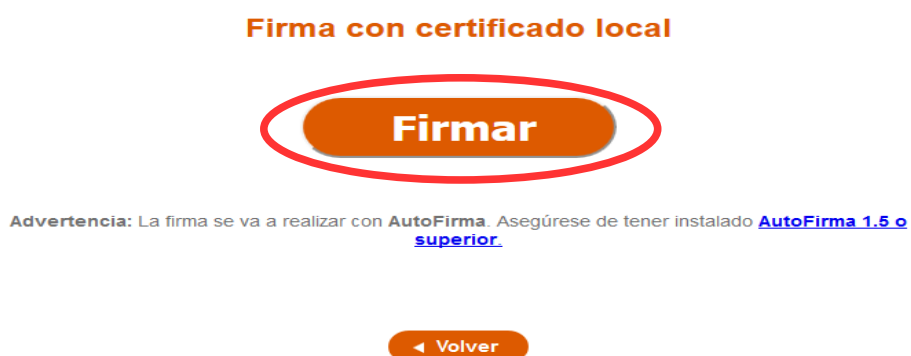 Firma con certificado local
Firmar
Advertencia: La firma se va a realizar con AutoFirma. Asegúrese de tener instalado AutoFirma 1.5 o
superior.
◄ Volver